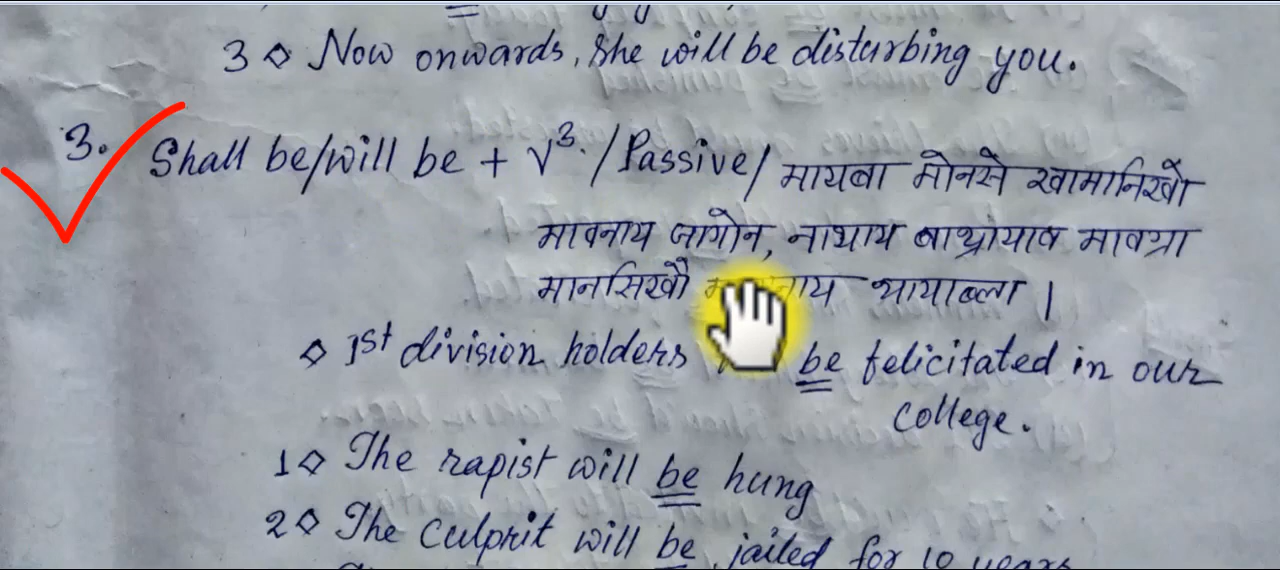 3 ◇ Now onwards, she will be disturbing you.
3. Shall be/will be + V³. / Passive / मायबा मोनसे खामानिखौ
मावनाय जागोन, नाथाय बाथ्रायाव मावग्रा
मानसिखौ थायाब्ला |
◇ 1st division holders be felicitated in our
college.
1◇ The rapist will be hung
2◇ The culprit will be jailed for 10 years